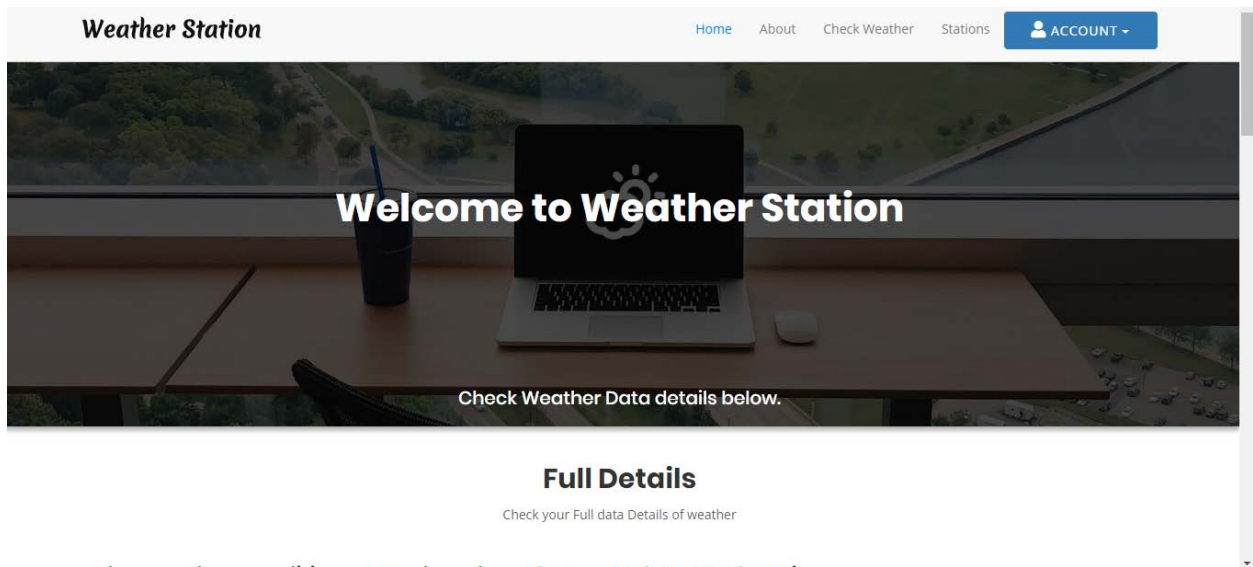 Weather Station
Home About Check Weather Stations ACCOUNT
Welcome to Weather Station
Check Weather Data details below.
Full Details
Check your Full data Details of weather